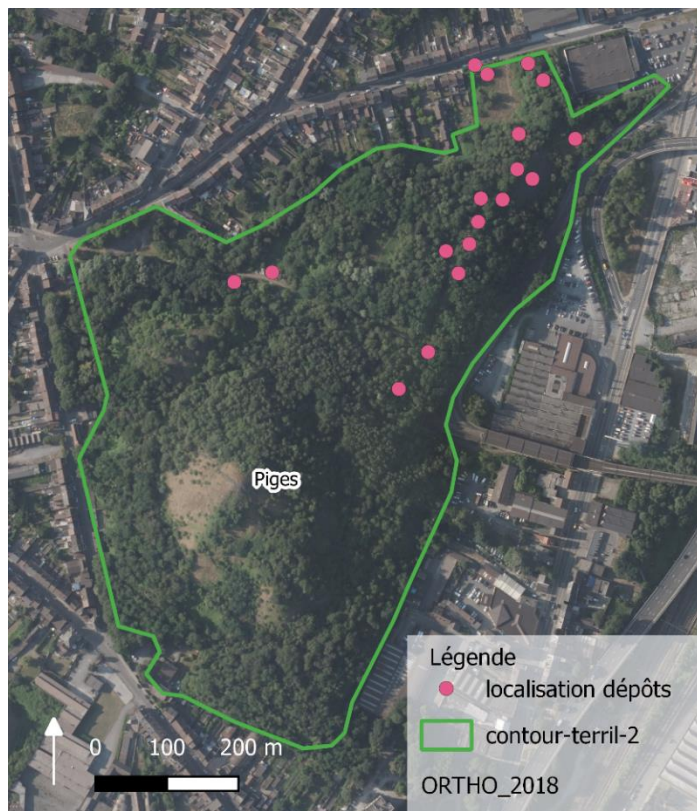 Piges
Légende
localisation dépôts
contour-terril-2
ORTHO_2018
0 100 200 m